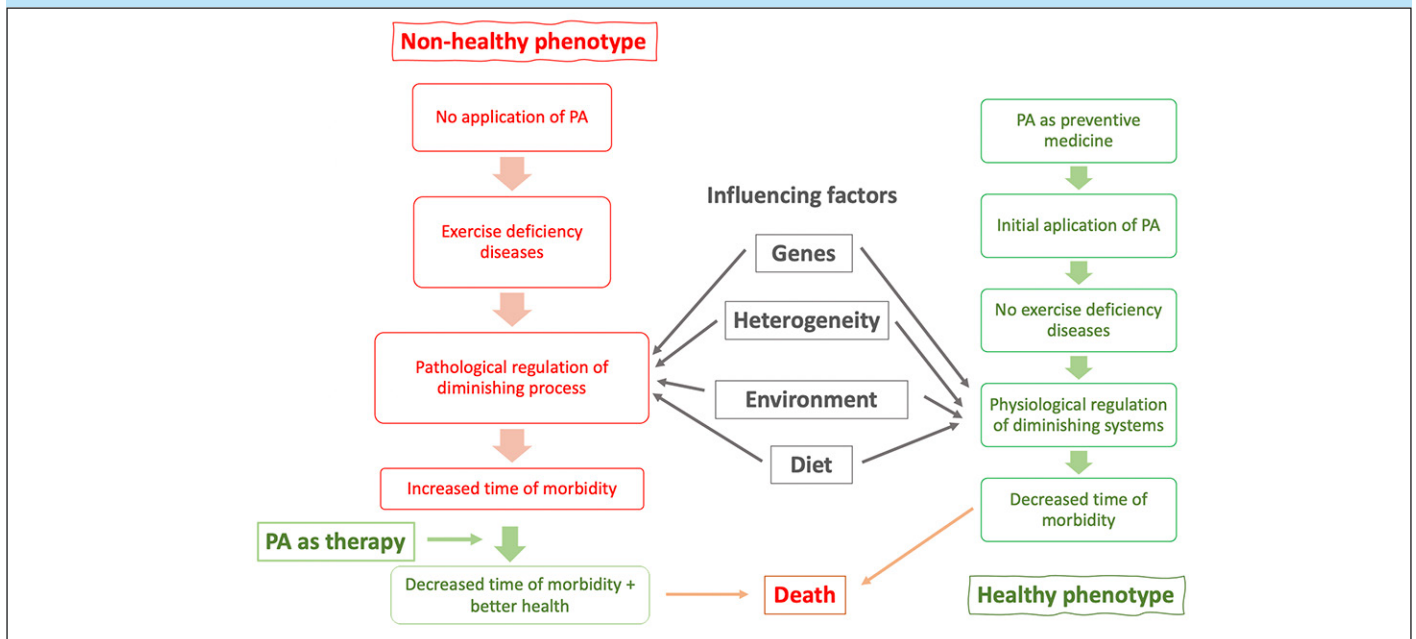 Non-healthy phenotype
No application of PA
Exercise deficiency
diseases
Pathological regulation of
diminishing process
Increased time of morbidity
PA as therapy
Decreased time of morbidity +
better health
Influencing factors
Genes
Heterogeneity
Environment
Diet
Death
PA as preventive
medicine
Initial aplication of PA
No exercise deficiency
diseases
Physiological regulation
of diminishing systems
Decreased time of
morbidity
Healthy phenotype